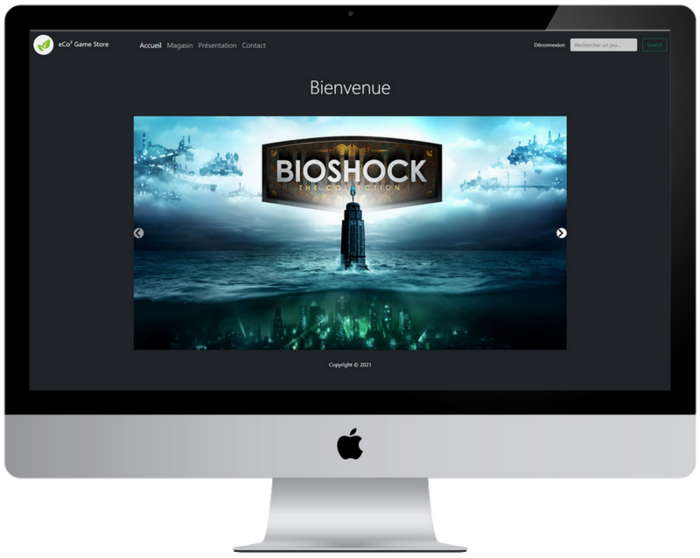 eCo² Game Store
Accueil Magasin Présentation Contact
Déconnexion
Rechercher un jeu...
Search
Bienvenue
BIOSHOCK
THE COLLECTION
Copyright © 2021